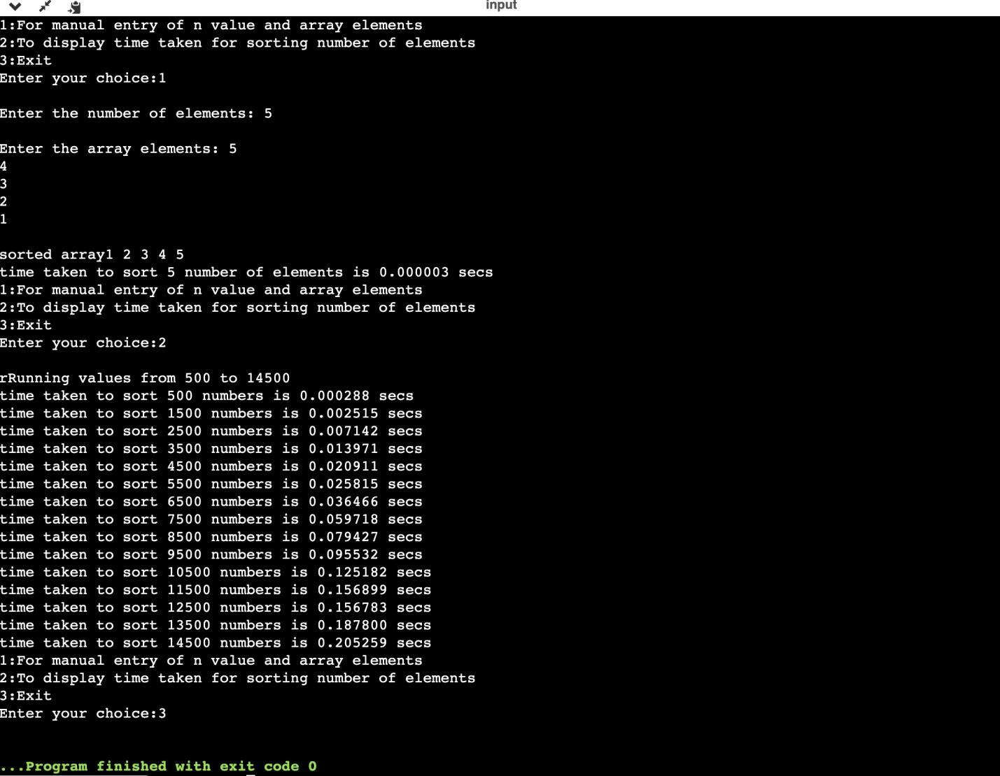 input
1:For manual entry of n value and array elements
2:To display time taken for sorting number of elements
3:Exit
Enter your choice:1
Enter the number of elements: 5
Enter the array elements: 5
4
3
2
1
sorted array1 2 3 4 5
time taken to sort 5 number of elements is 0.000003 secs
1:For manual entry of n value and array elements
2:To display time taken for sorting number of elements
3:Exit
Enter your choice:2
rRunning values from 500 to 14500
time taken to sort 500 numbers is 0.000288 secs
time taken to sort 1500 numbers is 0.002515 secs
time taken to sort 2500 numbers is 0.007142 secs
time taken to sort 3500 numbers is 0.013971 secs
time taken to sort 4500 numbers is 0.020911 secs
time taken to sort 5500 numbers is 0.025815 secs
time taken to sort 6500 numbers is 0.036466 secs
time taken to sort 7500 numbers is 0.059718 secs
time taken to sort 8500 numbers is 0.079427 secs
time taken to sort 9500 numbers is 0.095532 secs
time taken to sort 10500 numbers is 0.125182 secs
time taken to sort 11500 numbers is 0.156899 secs
time taken to sort 12500 numbers is 0.156783 secs
time taken to sort 13500 numbers is 0.187800 secs
time taken to sort 14500 numbers is 0.205259 secs
1:For manual entry of n value and array elements
2:To display time taken for sorting number of elements
3:Exit
Enter your choice:3
...Program finished with exit code 0